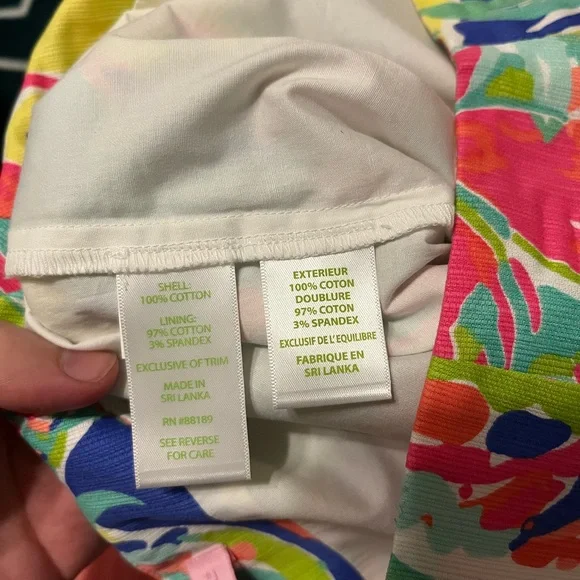 SHELL:
100% COTTON
LINING:
97% COTTON
3% SPANDEX
EXCLUSIVE OF TRIM
MADE IN
SRI LANKA
RN #88189
SEE REVERSE
FOR CARE
EXTERIEUR
100% COTON
DOUBLURE
97% COTON
3% SPANDEX
EXCLUSIF DE L'EQUILIBRE
FABRIQUE EN
SRI LANKA